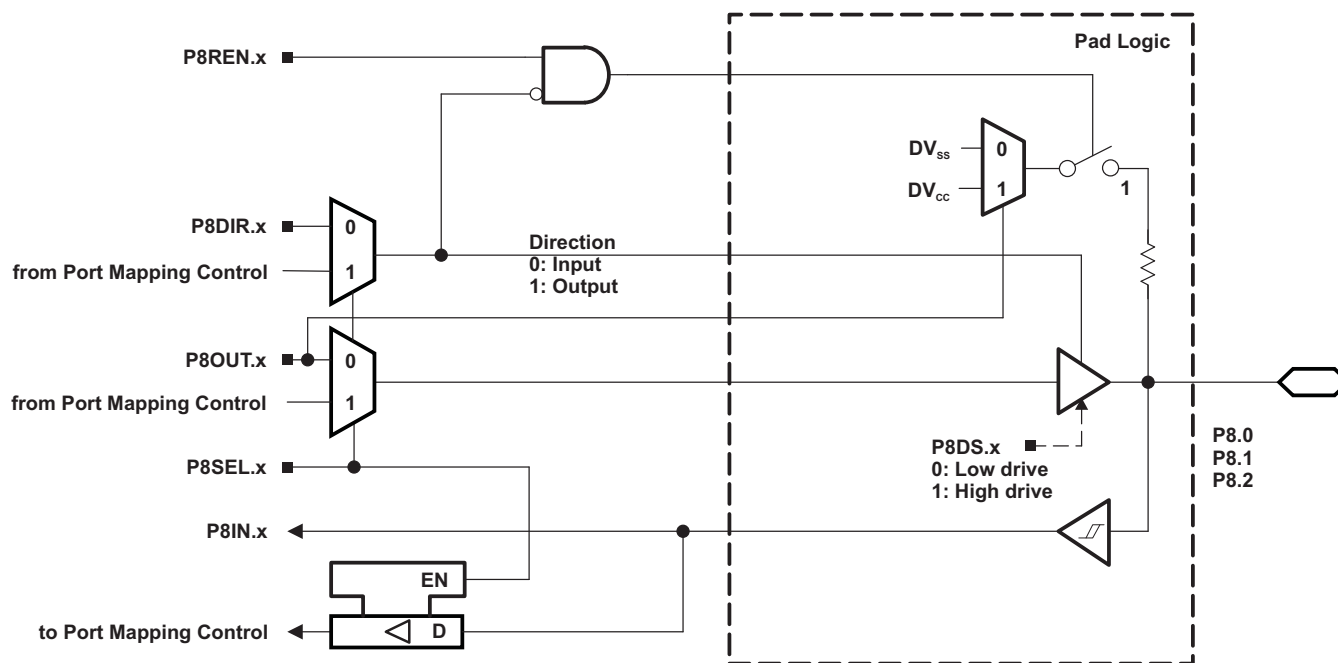 Pad Logic
P8REN.x
DVss
0
DVcc
1
1
P8DIR.x
0
from Port Mapping Control
1
Direction
0: Input
1: Output
P8OUT.x
0
from Port Mapping Control
1
P8SEL.x
P8DS.x
0: Low drive
1: High drive
P8.0
P8.1
P8.2
P8IN.x
EN
to Port Mapping Control
D